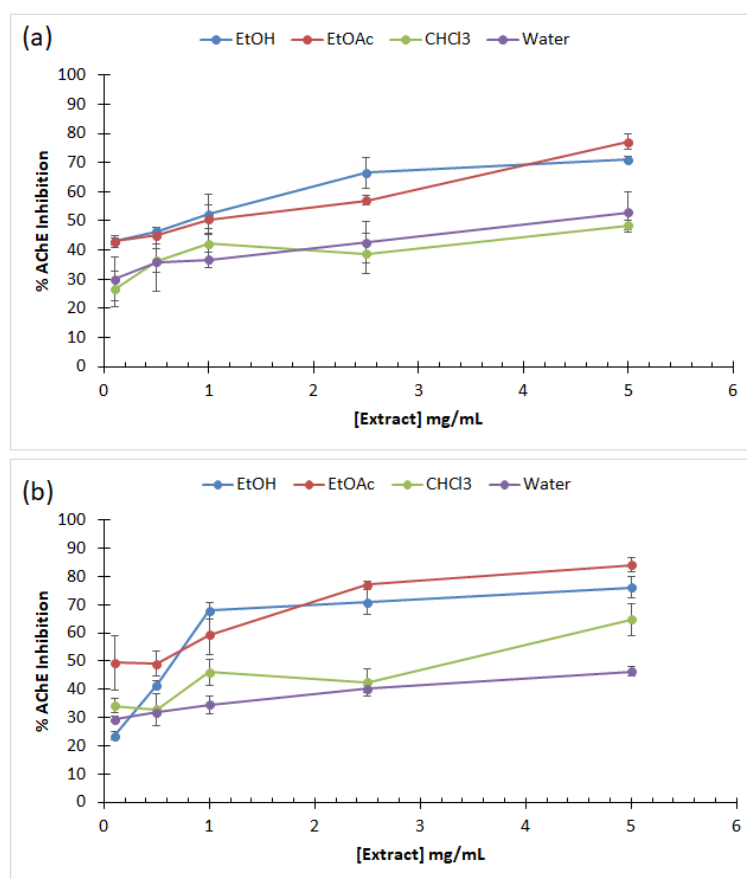 (a)
EtOH EtOAc CHCl3 Water
100
90
80
70
60
50
40
30
20
10
0
% AChE Inhibition
0 1 2 3 4 5 6
[Extract] mg/mL
(b)
EtOH EtOAc CHCl3 Water
100
90
80
70
60
50
40
30
20
10
0
% AChE Inhibition
0 1 2 3 4 5 6
[Extract] mg/mL